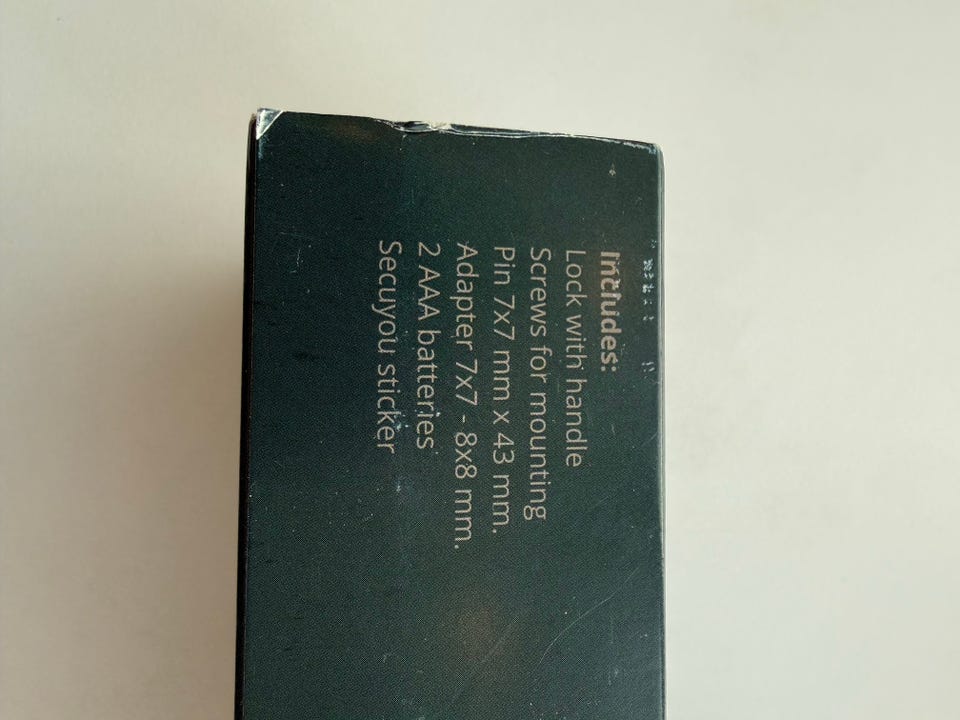 Includes:
Lock with handle
Screws for mounting
Pin 7x7 mm x 43 mm.
Adapter 7x7 - 8x8 mm.
2 AAA batteries
Secuyou sticker